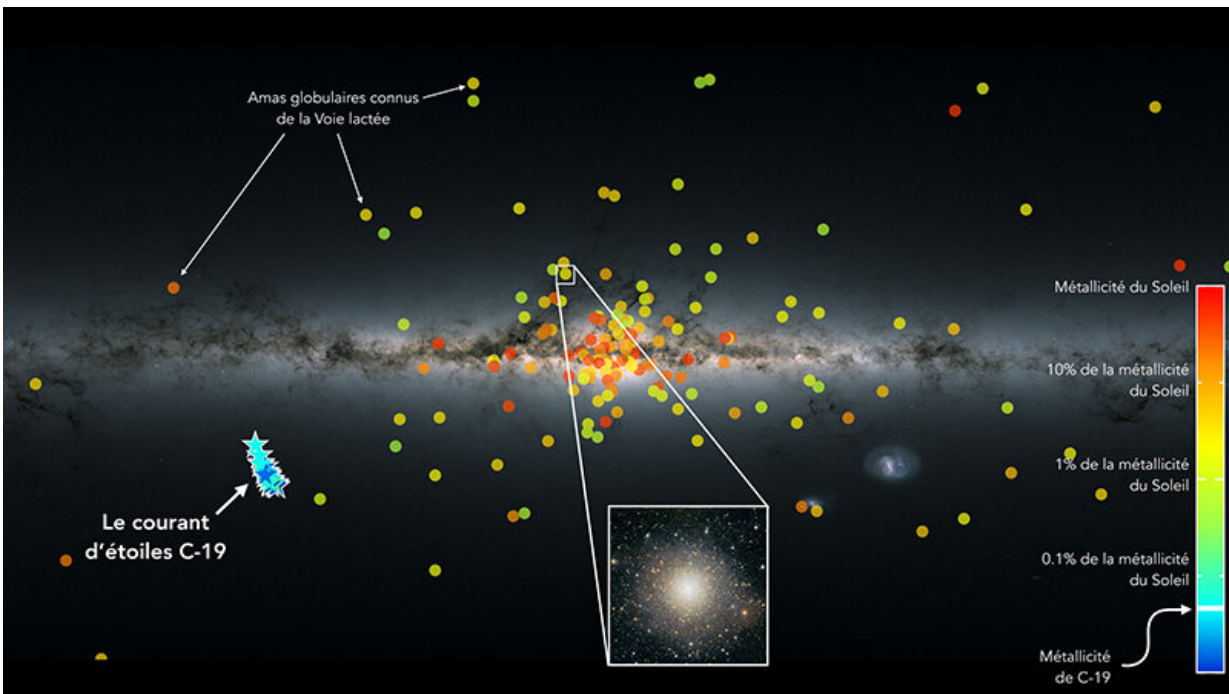 Amas globulaires connus
de la Voie lactée
Métallicité du Soleil
10% de la métallicité
du Soleil
1% de la métallicité
du Soleil
Le courant
d'étoiles C-19
0.1% de la métallicité
du Soleil
Métallicité
de C-19